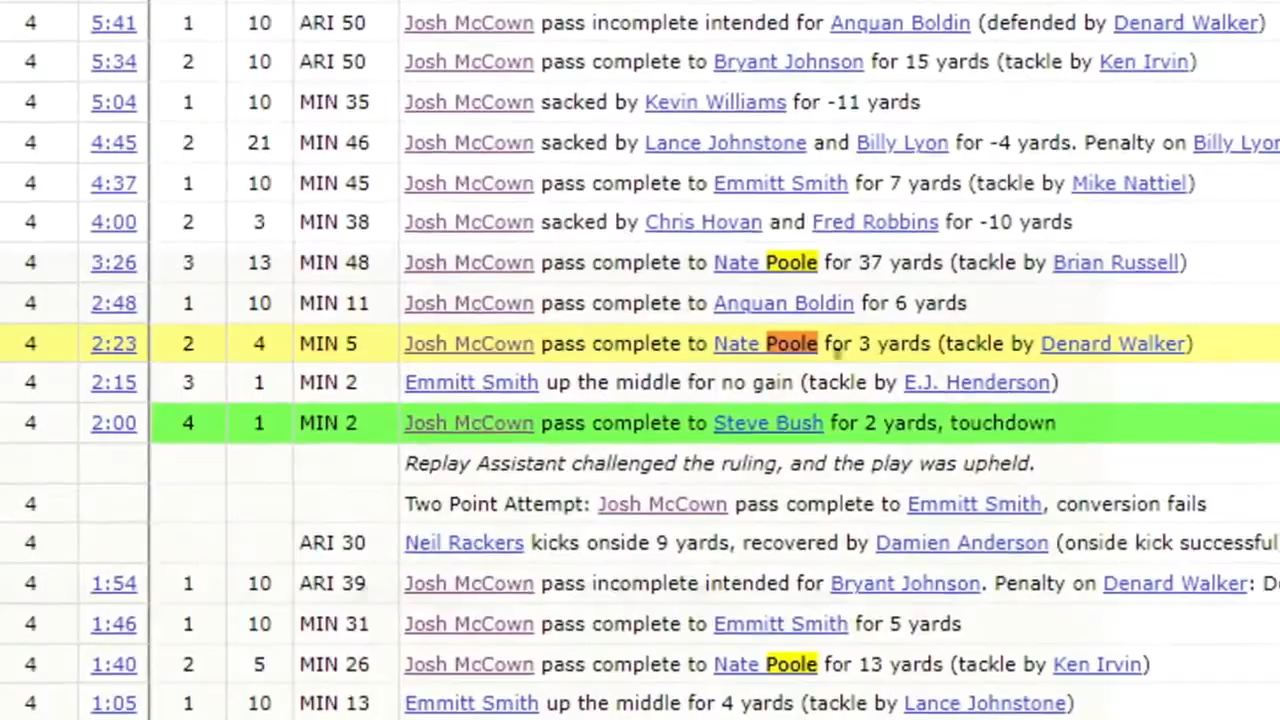 4 5:41 1 10 ARI 50 Josh McCown pass incomplete intended for Anquan Boldin (defended by Denard Walker)
4 5:34 2 10 ARI 50 Josh McCown pass complete to Bryant Johnson for 15 yards (tackle by Ken Irvin)
4 5:04 1 10 MIN 35 Josh McCown sacked by Kevin Williams for -11 yards
4 4:45 2 21 MIN 46 Josh McCown sacked by Lance Johnstone and Billy Lyon for -4 yards. Penalty on Billy Lyon
4 4:37 1 10 MIN 45 Josh McCown pass complete to Emmitt Smith for 7 yards (tackle by Mike Nattiel)
4 4:00 2 3 MIN 38 Josh McCown sacked by Chris Hovan and Fred Robbins for -10 yards
4 3:26 3 13 MIN 48 Josh McCown pass complete to Nate Poole for 37 yards (tackle by Brian Russell)
4 2:48 1 10 MIN 11 Josh McCown pass complete to Anquan Boldin for 6 yards
4 2:23 2 4 MIN 5 Josh McCown pass complete to Nate Poole for 3 yards (tackle by Denard Walker)
4 2:15 3 1 MIN 2 Emmitt Smith up the middle for no gain (tackle by E.J. Henderson)
4 2:00 4 1 MIN 2 Josh McCown pass complete to Steve Bush for 2 yards, touchdown
Replay Assistant challenged the ruling, and the play was upheld.
4 Two Point Attempt: Josh McCown pass complete to Emmitt Smith, conversion fails
4 ARI 30 Neil Rackers kicks onside 9 yards, recovered by Damien Anderson (onside kick successful
4 1:54 1 10 ARI 39 Josh McCown pass incomplete intended for Bryant Johnson. Penalty on Denard Walker: D
4 1:46 1 10 MIN 31 Josh McCown pass complete to Emmitt Smith for 5 yards
4 1:40 2 5 MIN 26 Josh McCown pass complete to Nate Poole for 13 yards (tackle by Ken Irvin)
4 1:05 1 10 MIN 13 Emmitt Smith up the middle for 4 yards (tackle by Lance Johnstone)